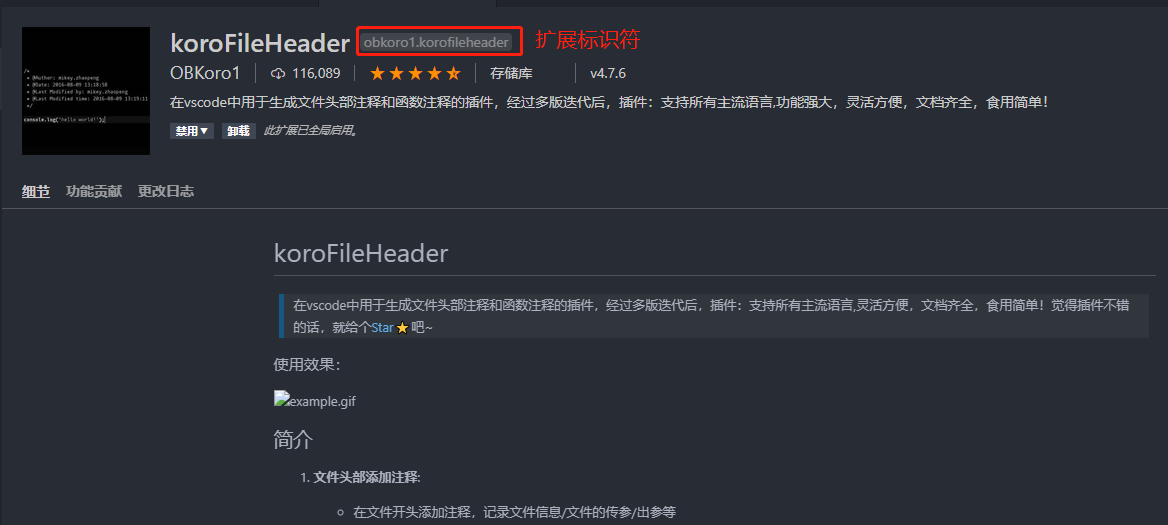 koroFileHeader obkoro1.korofileheader 扩展标识符
OBKoro1 116,089 存储库 v4.7.6
在vscode中用于生成文件头部注释和函数注释的插件，经过多版迭代后，插件：支持所有主流语言,功能强大，灵活方便，文档齐全，食用简单！
禁用 卸载 此扩展已全局启用。
/*
* @Author: mikey.zhaopeng
* @Date: 2016-08-09 13:18:50
* @Last Modified by: mikey.zhaopeng
* @Last Modified time: 2016-08-09 13:19:11
*/
console.log("hello world!");
细节 功能贡献 更改日志
koroFileHeader
在vscode中用于生成文件头部注释和函数注释的插件，经过多版迭代后，插件：支持所有主流语言,灵活方便，文档齐全，食用简单！觉得插件不错
的话，就给个Star⭐吧~
使用效果：
example.gif
简介
1. 文件头部添加注释:
在文件开头添加注释，记录文件信息/文件的传参/出参等